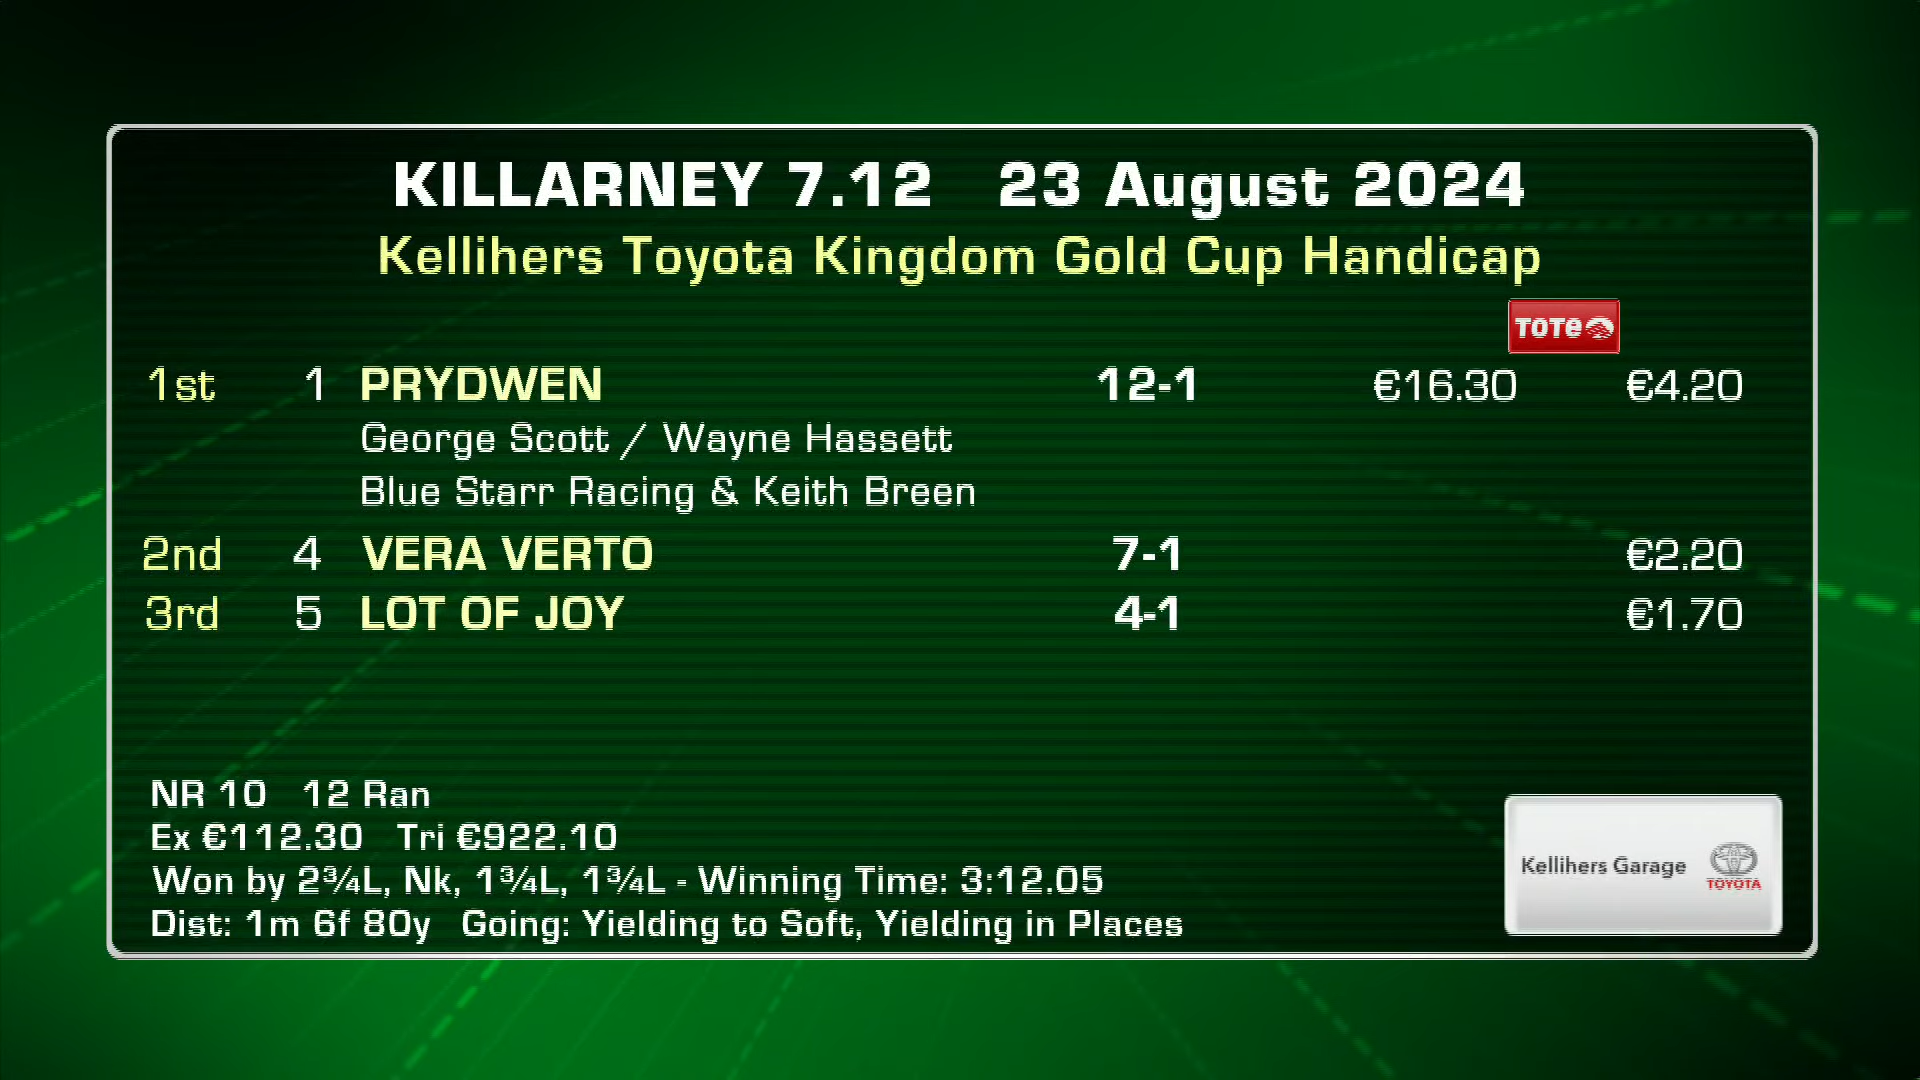 KILLARNEY 7.12 23 August 2024
Kellihers Toyota Kingdom Gold Cup Handicap
TOTE
1st 1 PRYDWEN 12-1 €16.30 €4.20
George Scott / Wayne Hassett
Blue Starr Racing & Keith Breen
2nd 4 VERA VERTO 7-1 €2.20
3rd 5 LOT OF JOY 4-1 €1.70
NR 10 12 Ran
Ex €112.30 Tri €922.10
Won by 2¾L, Nk, 1¾L, 1¾L - Winning Time: 3:12.05
Dist: 1m 6f 80y Going: Yielding to Soft, Yielding in Places
Kellihers Garage
TOYOTA